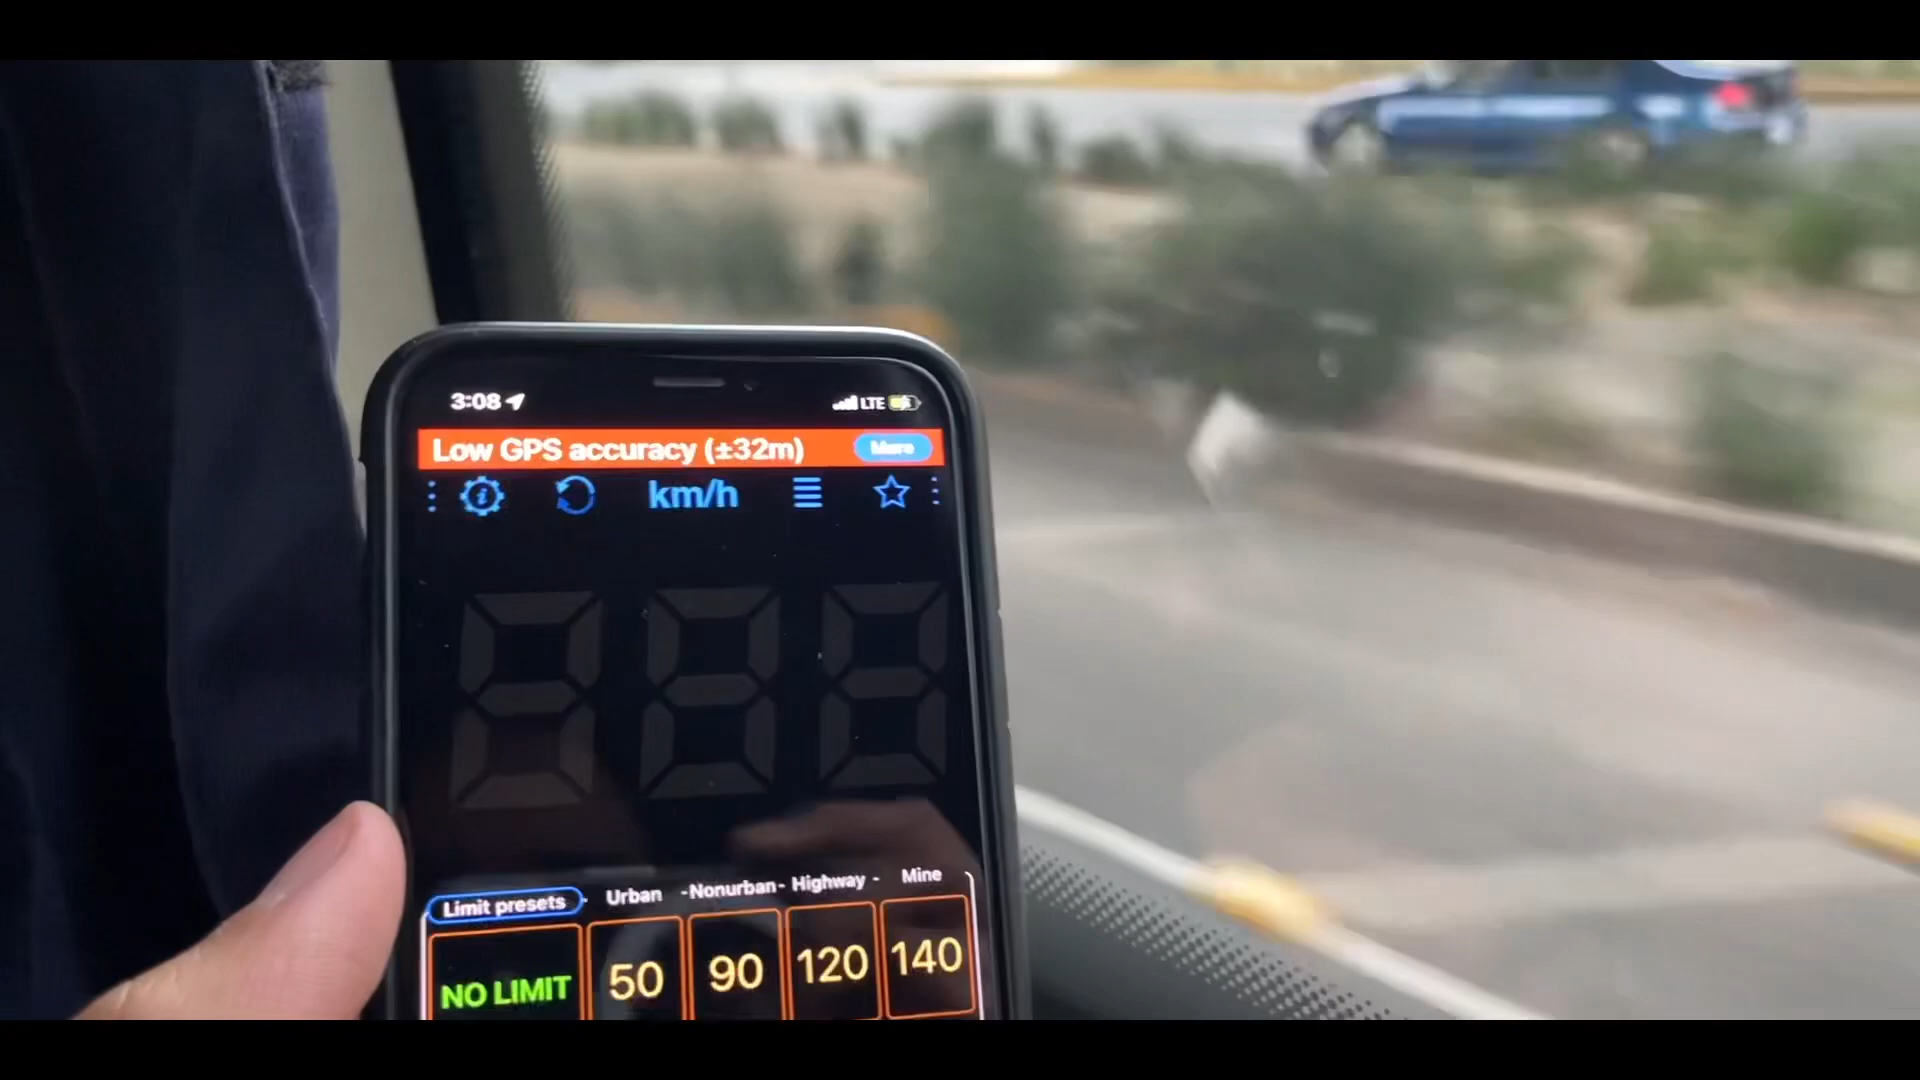 3:08 LTE
Low GPS accuracy (±32m) More
km/h
Limit presets Urban -Nonurban- Highway - Mine
NO LIMIT 50 90 120 140